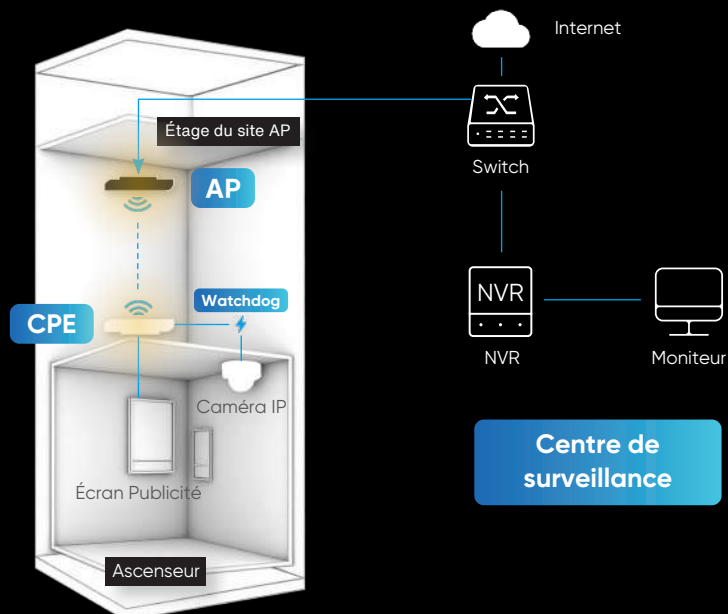 Internet
Étage du site AP
Switch
AP
Watchdog
CPE
NVR
NVR
Moniteur
Caméra IP
Écran Publicité
Centre de
surveillance
Ascenseur